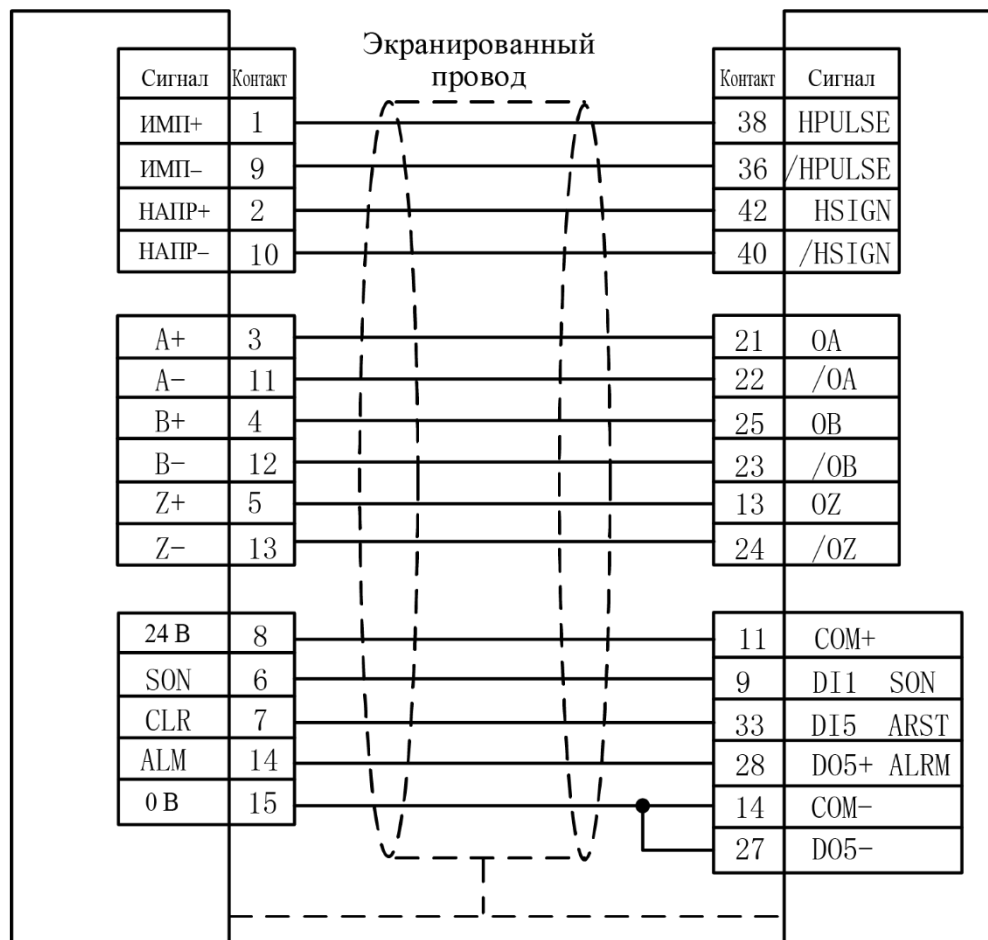 Экранированный
провод
Сигнал Контакт Контакт Сигнал
ИМП+ 1 38 HPULSE
ИМП− 9 36 /HPULSE
НАПР+ 2 42 HSIGN
НАПР− 10 40 /HSIGN
A+ 3 21 OA
A− 11 22 /OA
B+ 4 25 OB
B− 12 23 /OB
Z+ 5 13 OZ
Z− 13 24 /OZ
24 В 8 11 COM+
SON 6 9 DI1 SON
CLR 7 33 DI5 ARST
ALM 14 28 DO5+ ALRM
0 В 15 14 COM−
27 DO5−